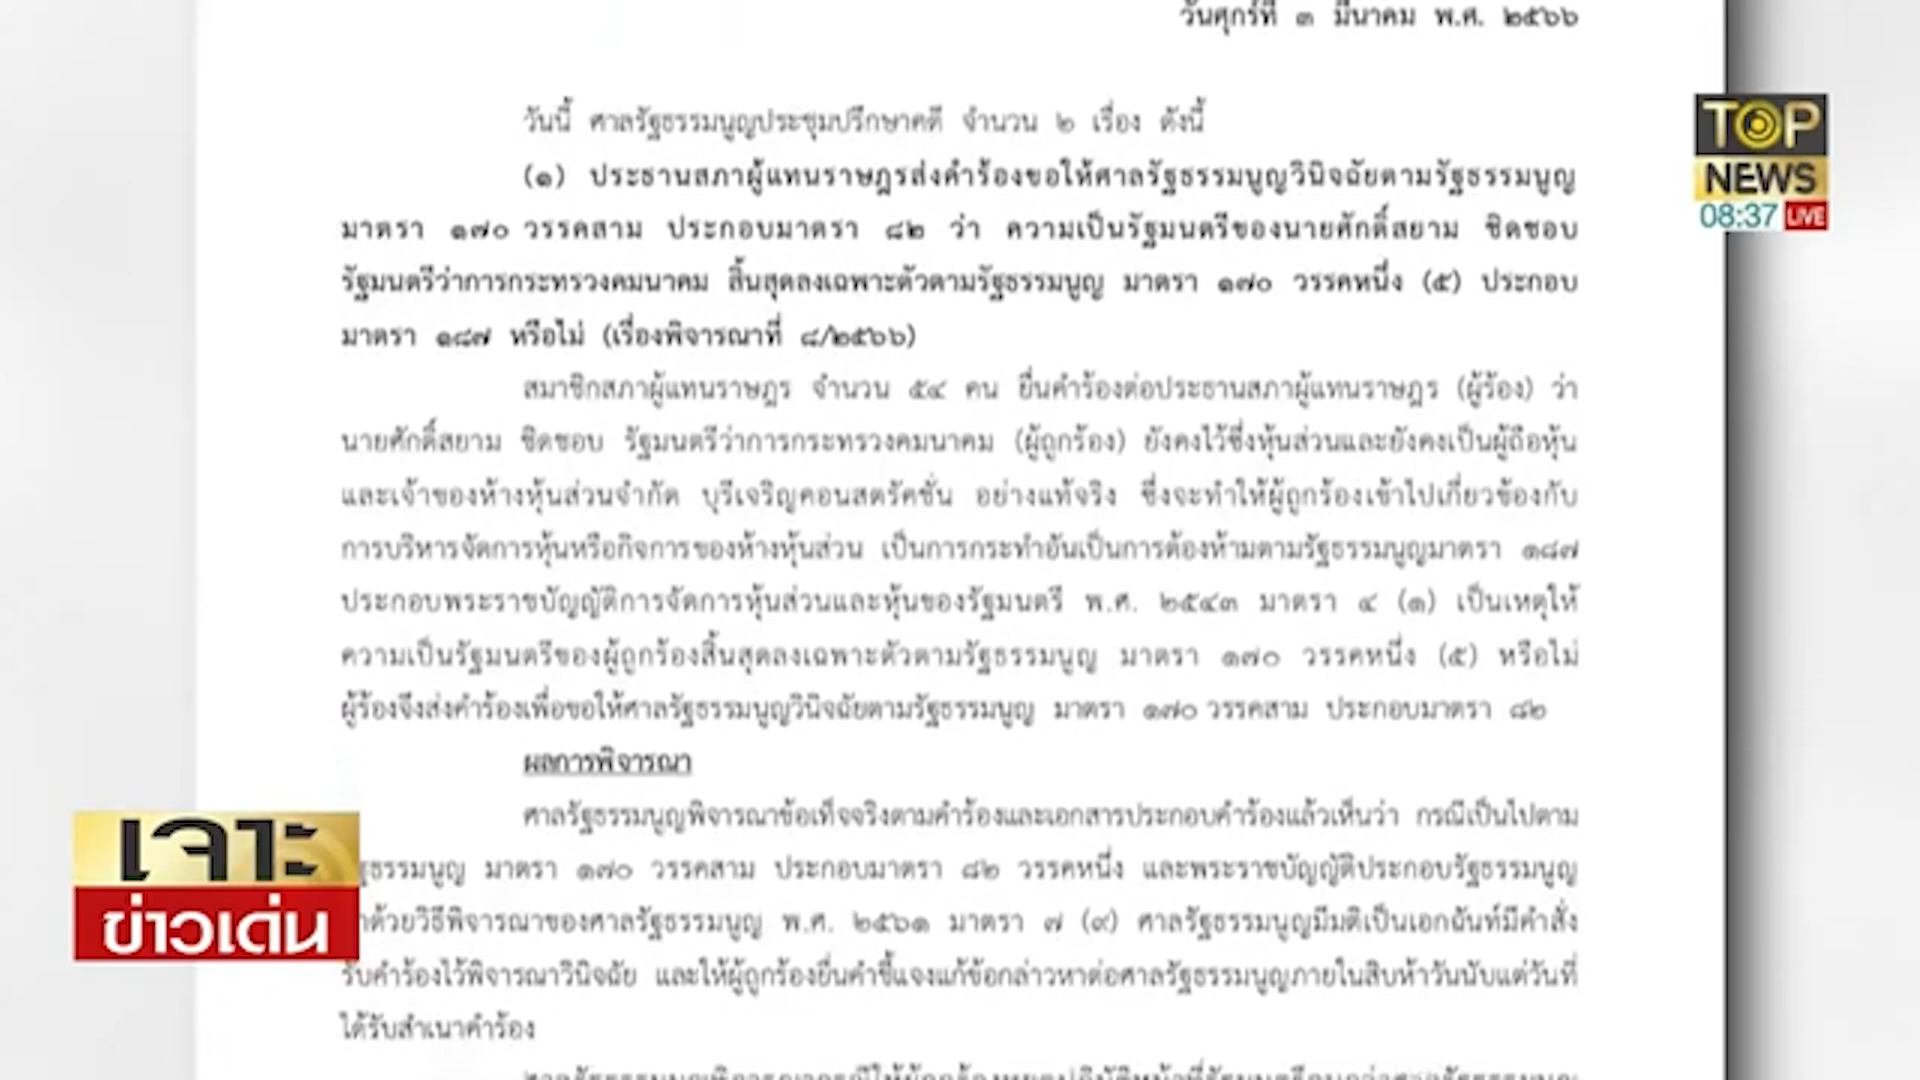 วันศุกร์ที่ ๓ มีนาคม พ.ศ. ๒๕๖๖
วันนี้ ศาลรัฐธรรมนูญประชุมปรึกษาคดี จำนวน ๒ เรื่อง ดังนี้
(๑) ประธานสภาผู้แทนราษฎรส่งคำร้องขอให้ศาลรัฐธรรมนูญวินิจฉัยตามรัฐธรรมนูญ
มาตรา ๑๗๐ วรรคสาม ประกอบมาตรา ๘๒ ว่า ความเป็นรัฐมนตรีของนายศักดิ์สยาม ชิดชอบ
รัฐมนตรีว่าการกระทรวงคมนาคม สิ้นสุดลงเฉพาะตัวตามรัฐธรรมนูญ มาตรา ๑๗๐ วรรคหนึ่ง (๕) ประกอบ
มาตรา ๑๘๗ หรือไม่ (เรื่องพิจารณาที่ ๘/๒๕๖๖)
สมาชิกสภาผู้แทนราษฎร จำนวน ๕๔ คน ยื่นคำร้องต่อประธานสภาผู้แทนราษฎร (ผู้ร้อง) ว่า
นายศักดิ์สยาม ชิดชอบ รัฐมนตรีว่าการกระทรวงคมนาคม (ผู้ถูกร้อง) ยังคงไว้ซึ่งหุ้นส่วนและยังคงเป็นผู้ถือหุ้น
และเจ้าของห้างหุ้นส่วนจำกัด บุรีเจริญคอนสตรัคชั่น อย่างแท้จริง ซึ่งจะทำให้ผู้ถูกร้องเข้าไปเกี่ยวข้องกับ
การบริหารจัดการหุ้นหรือกิจการของห้างหุ้นส่วน เป็นการกระทำอันเป็นการต้องห้ามตามรัฐธรรมนูญมาตรา ๑๘๗
ประกอบพระราชบัญญัติการจัดการหุ้นส่วนและหุ้นของรัฐมนตรี พ.ศ. ๒๕๔๓ มาตรา ๔ (๑) เป็นเหตุให้
ความเป็นรัฐมนตรีของผู้ถูกร้องสิ้นสุดลงเฉพาะตัวตามรัฐธรรมนูญ มาตรา ๑๗๐ วรรคหนึ่ง (๕) หรือไม่
ผู้ร้องจึงส่งคำร้องเพื่อขอให้ศาลรัฐธรรมนูญวินิจฉัยตามรัฐธรรมนูญ มาตรา ๑๗๐ วรรคสาม ประกอบมาตรา ๘๒
ผลการพิจารณา
ศาลรัฐธรรมนูญพิจารณาข้อเท็จจริงตามคำร้องและเอกสารประกอบคำร้องแล้วเห็นว่า กรณีเป็นไปตาม
รัฐธรรมนูญ มาตรา ๑๗๐ วรรคสาม ประกอบมาตรา ๘๒ วรรคหนึ่ง และพระราชบัญญัติประกอบรัฐธรรมนูญ
ว่าด้วยวิธีพิจารณาของศาลรัฐธรรมนูญ พ.ศ. ๒๕๖๑ มาตรา ๗ (๙) ศาลรัฐธรรมนูญมีมติเป็นเอกฉันท์มีคำสั่ง
รับคำร้องไว้พิจารณาวินิจฉัย และให้ผู้ถูกร้องยื่นคำชี้แจงแก้ข้อกล่าวหาต่อศาลรัฐธรรมนูญภายในสิบห้าวันนับแต่วันที่
ได้รับสำเนาคำร้อง
TOP
NEWS
08:37 LIVE
เจาะ
ข่าวเด่น